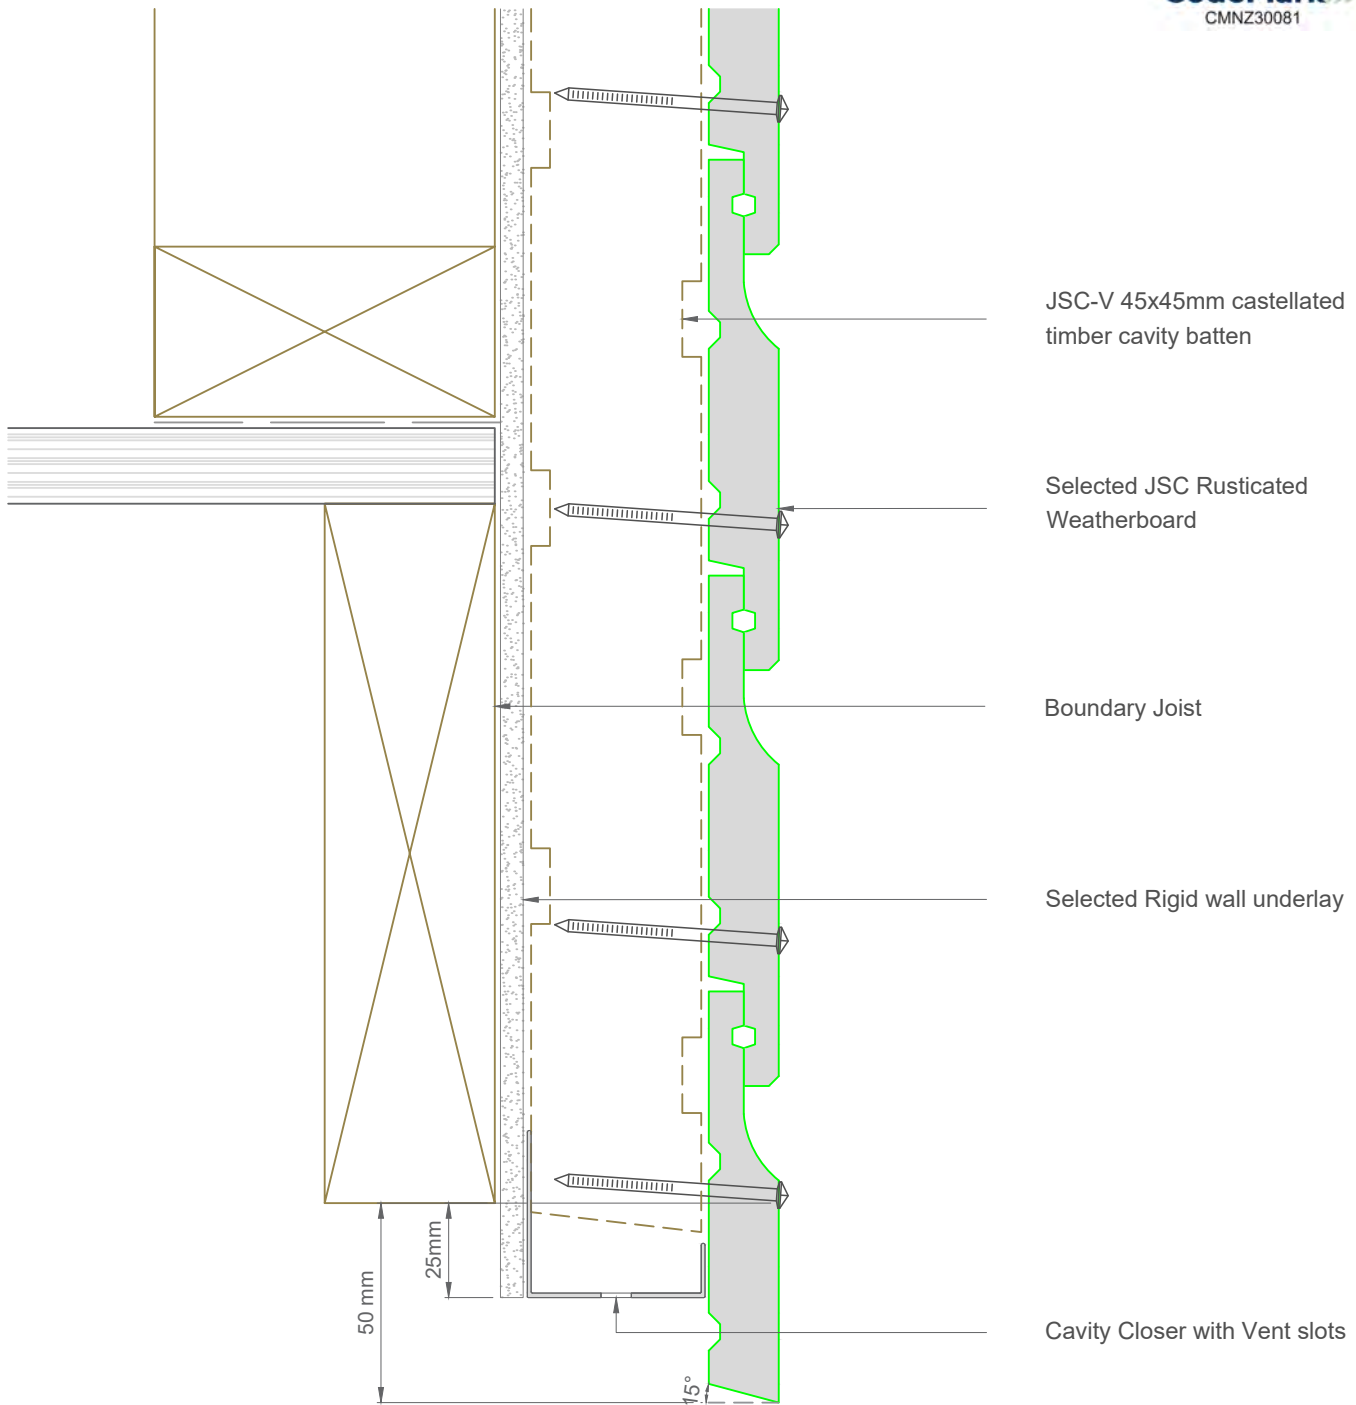 CMNZ30081
JSC-V 45x45mm castellated
timber cavity batten
Selected JSC Rusticated
Weatherboard
Boundary Joist
Selected Rigid wall underlay
25mm
50 mm
Cavity Closer with Vent slots
15°